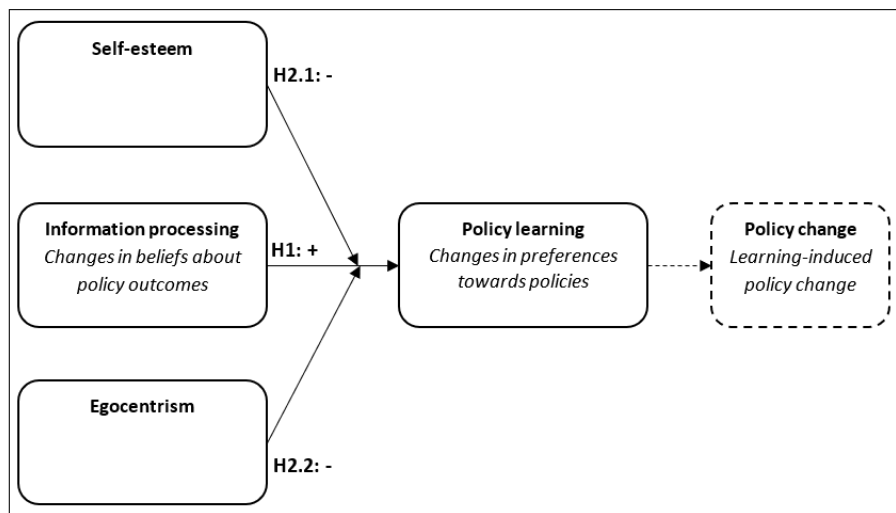 Self-esteem
H2.1: -
Information processing
Changes in beliefs about
policy outcomes
H1: +
Policy learning
Changes in preferences
towards policies
Policy change
Learning-induced
policy change
Egocentrism
H2.2: -